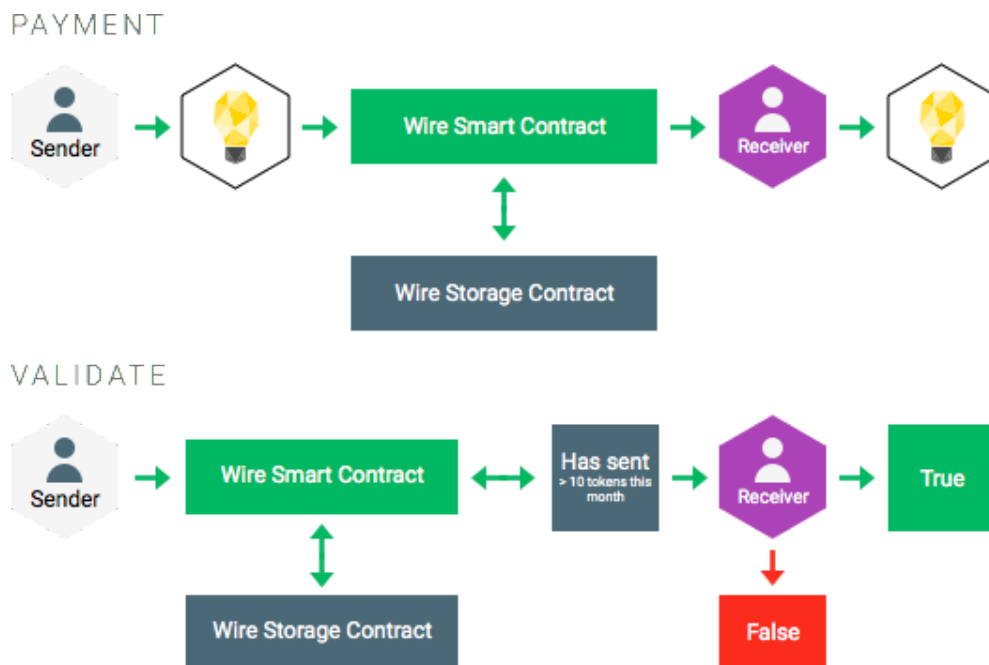 PAYMENT
Sender
Wire Smart Contract
Receiver
Wire Storage Contract
VALIDATE
Sender
Wire Smart Contract
Has sent
> 10 tokens this
month
Receiver
True
Wire Storage Contract
False